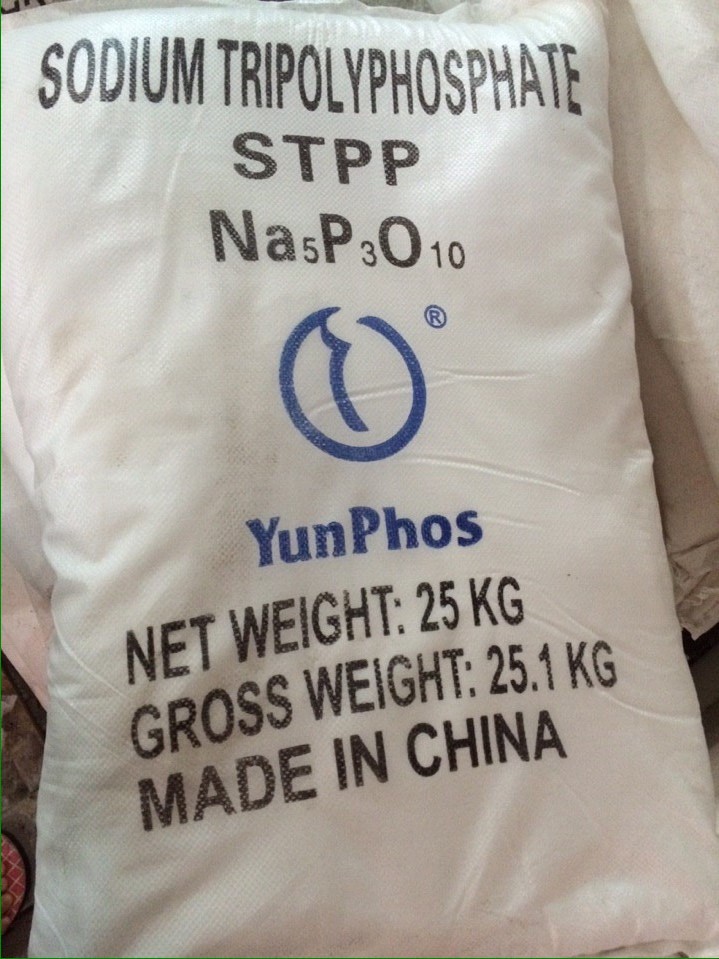 SODIUM TRIPOLYPHOSPHATE
STPP
Na₅P₃O₁₀
®
YunPhos
NET WEIGHT: 25 KG
GROSS WEIGHT: 25.1 KG
MADE IN CHINA